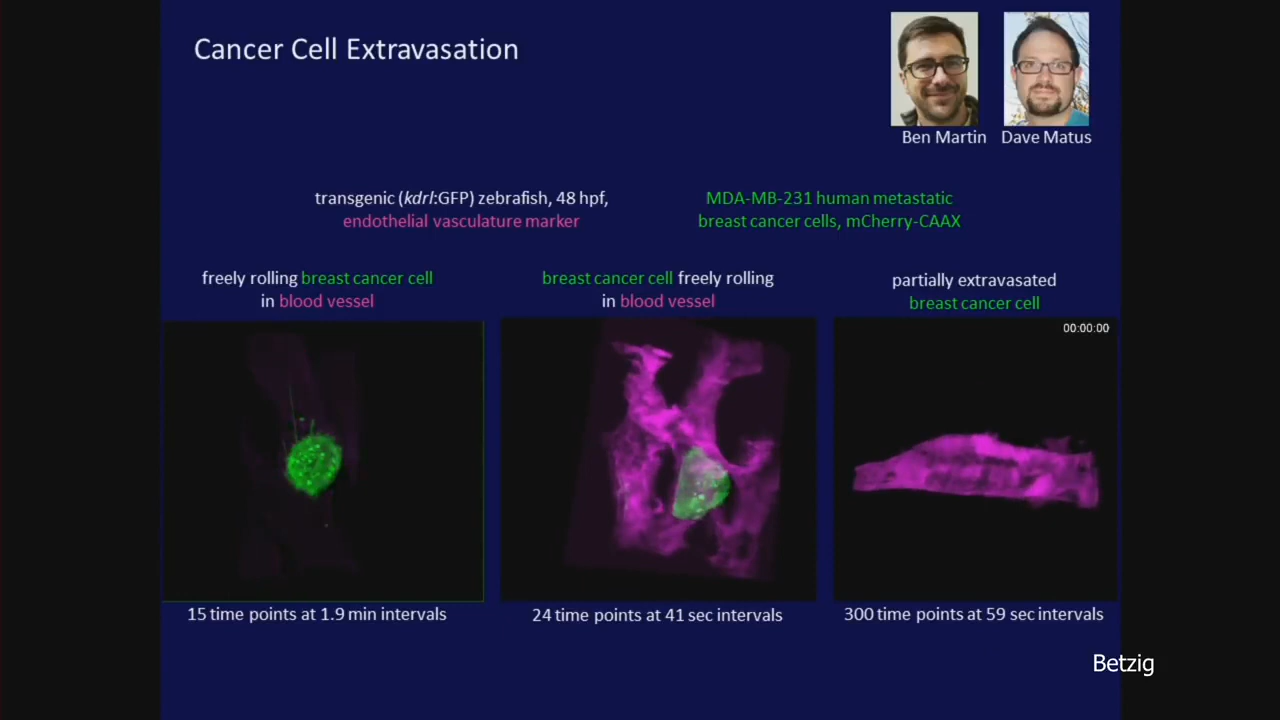 Cancer Cell Extravasation
Ben Martin
Dave Matus
transgenic (kdrl:GFP) zebrafish, 48 hpf,
endothelial vasculature marker
MDA-MB-231 human metastatic
breast cancer cells, mCherry-CAAX
freely rolling breast cancer cell
in blood vessel
breast cancer cell freely rolling
in blood vessel
partially extravasated
breast cancer cell
00:00:00
15 time points at 1.9 min intervals
24 time points at 41 sec intervals
300 time points at 59 sec intervals
Betzig